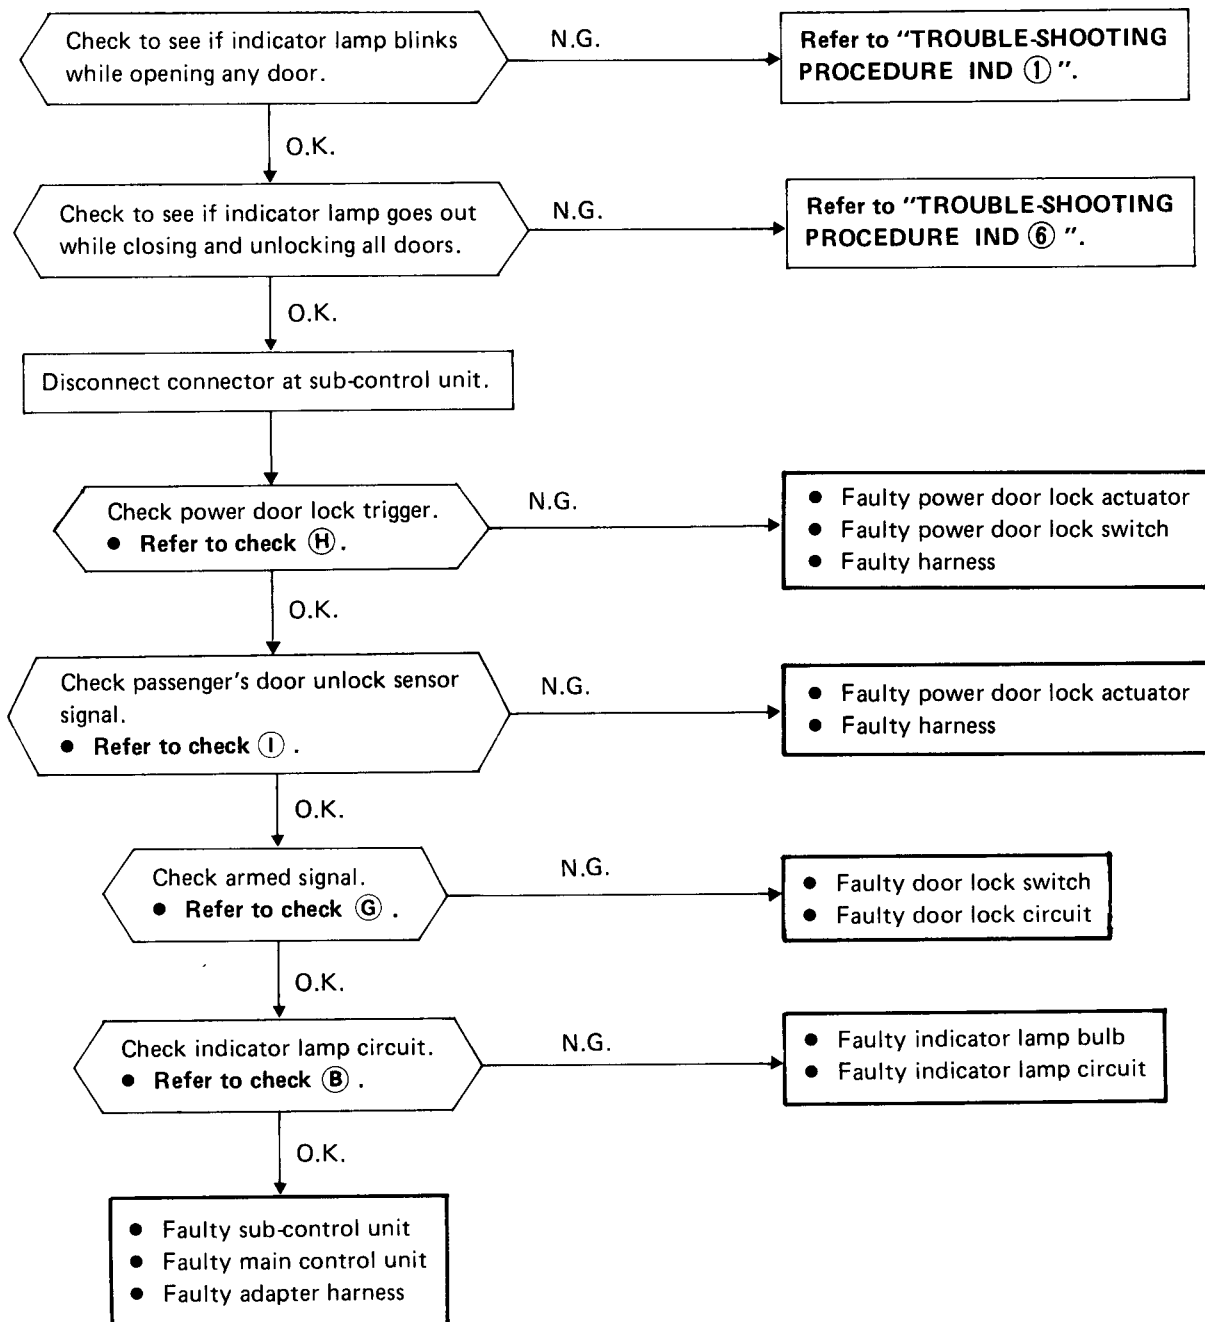 Check to see if indicator lamp blinks
while opening any door.
N.G.
Refer to "TROUBLE-SHOOTING
PROCEDURE IND ① ".
O.K.
Check to see if indicator lamp goes out
while closing and unlocking all doors.
N.G.
Refer to "TROUBLE-SHOOTING
PROCEDURE IND ⑥ ".
O.K.
Disconnect connector at sub-control unit.
Check power door lock trigger.
● Refer to check Ⓗ.
N.G.
● Faulty power door lock actuator
● Faulty power door lock switch
● Faulty harness
O.K.
Check passenger's door unlock sensor
signal.
● Refer to check Ⓘ .
N.G.
● Faulty power door lock actuator
● Faulty harness
O.K.
Check armed signal.
● Refer to check Ⓖ .
N.G.
● Faulty door lock switch
● Faulty door lock circuit
O.K.
Check indicator lamp circuit.
● Refer to check Ⓑ .
N.G.
● Faulty indicator lamp bulb
● Faulty indicator lamp circuit
O.K.
● Faulty sub-control unit
● Faulty main control unit
● Faulty adapter harness